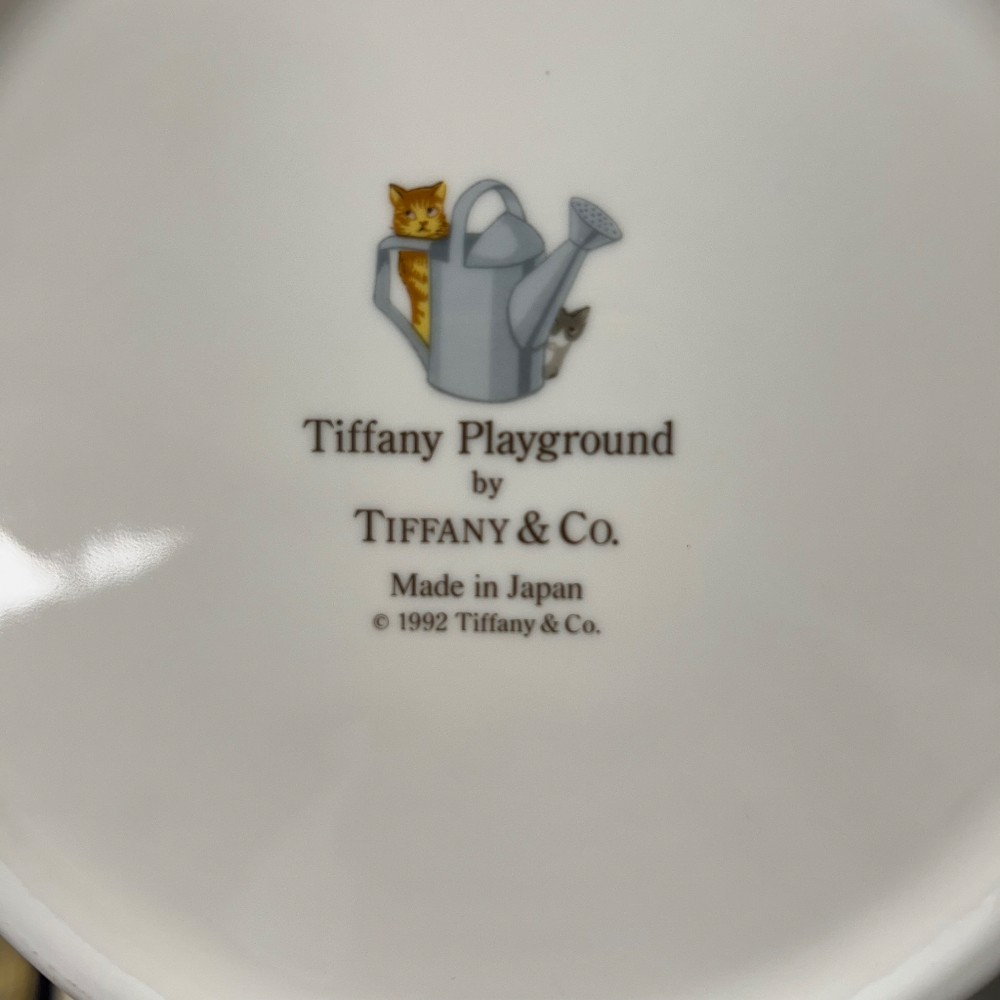 Tiffany Playground
by
TIFFANY & CO.
Made in Japan
© 1992 Tiffany & Co.